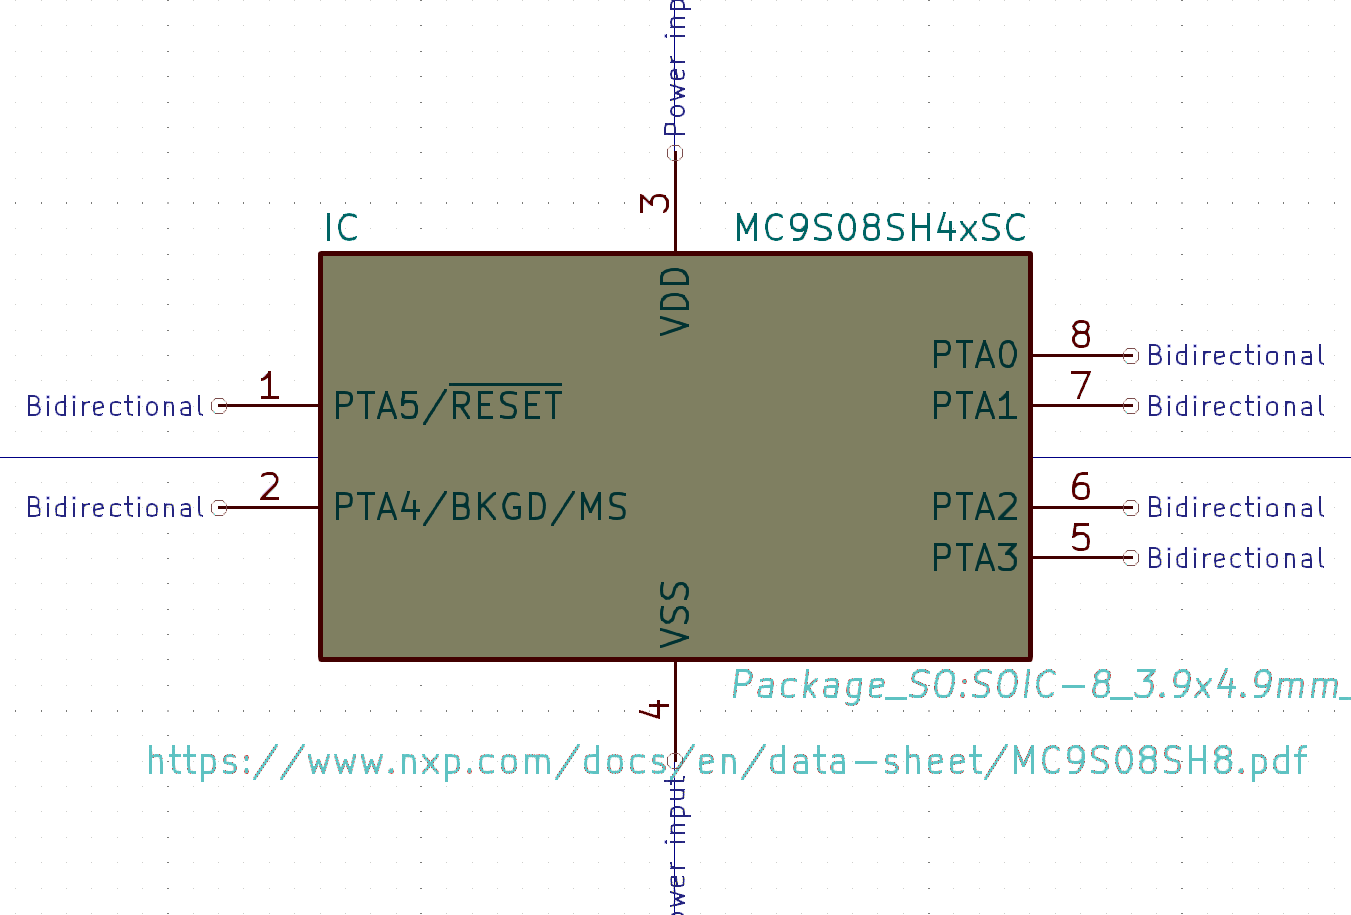 Power inp
3
IC
MC9S08SH4xSC
VDD
8
PTA0
Bidirectional
1
7
Bidirectional
PTA5/RESET
PTA1
Bidirectional
2
6
Bidirectional
PTA4/BKGD/MS
PTA2
Bidirectional
5
PTA3
Bidirectional
VSS
4
Package_SO:SOIC-8_3.9x4.9mm_
https://www.nxp.com/docs/en/data-sheet/MC9S08SH8.pdf
ower input